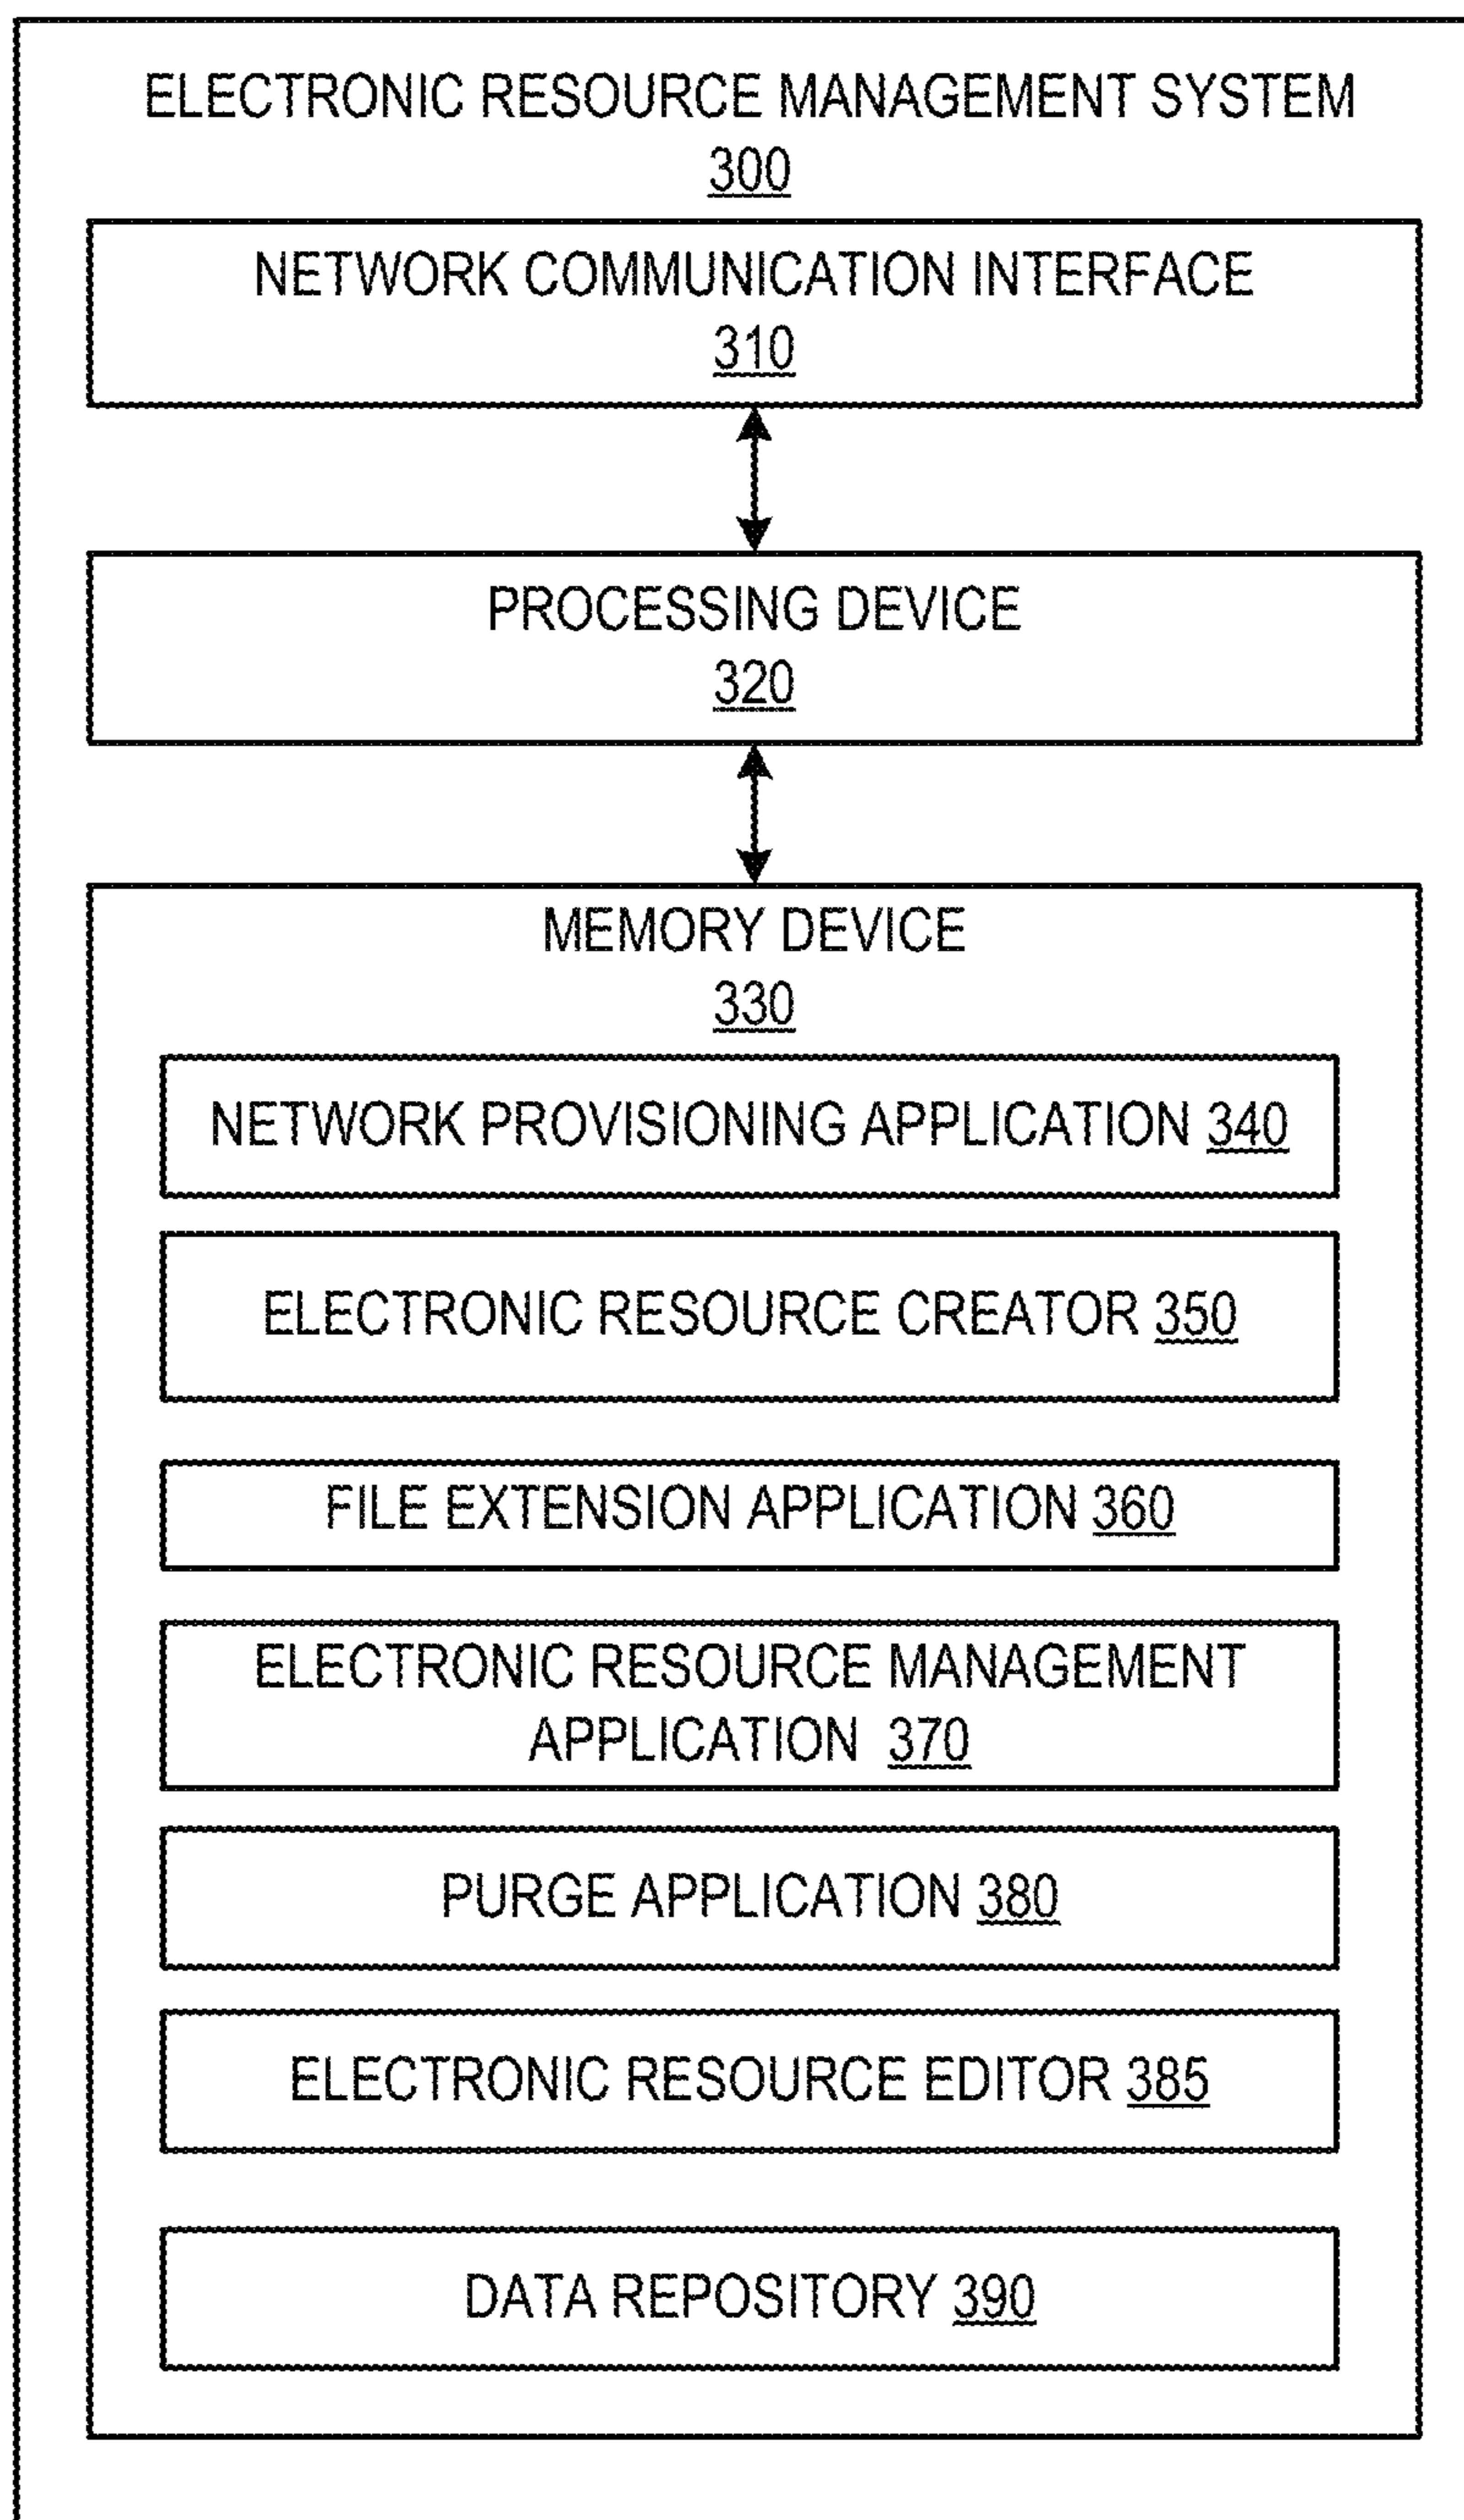 ELECTRONIC RESOURCE MANAGEMENT SYSTEM
300
NETWORK COMMUNICATION INTERFACE
310
PROCESSING DEVICE
320
MEMORY DEVICE
330
NETWORK PROVISIONING APPLICATION 340
ELECTRONIC RESOURCE CREATOR 350
FILE EXTENSION APPLICATION 360
ELECTRONIC RESOURCE MANAGEMENT
APPLICATION 370
PURGE APPLICATION 380
ELECTRONIC RESOURCE EDITOR 385
DATA REPOSITORY 390